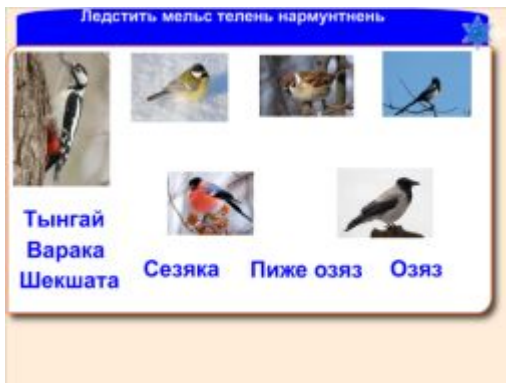 Ледстить мельс телень нармунтнень
Тынгай
Варака
Шекшата
Сезяка
Пиже озяз
Озяз